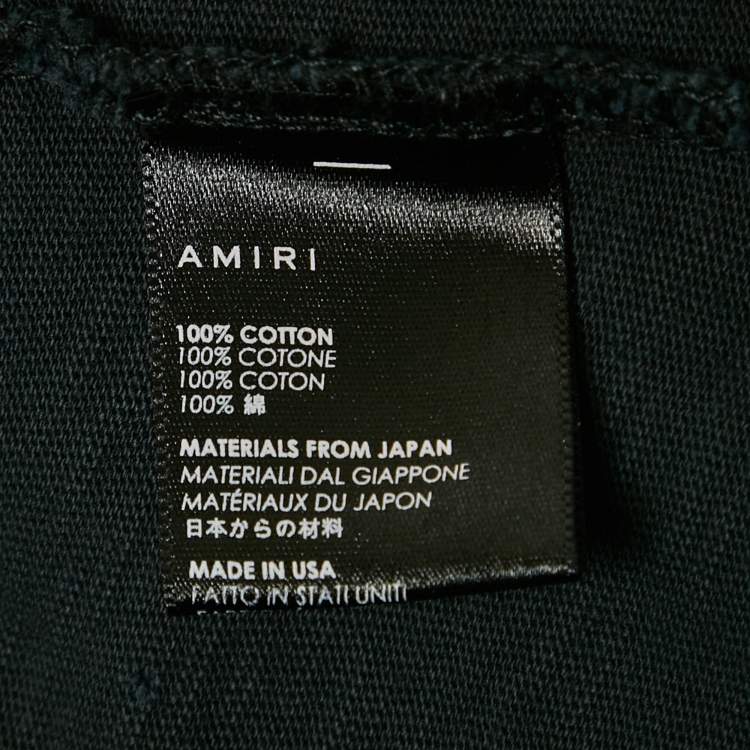 AMIRI
100% COTTON
100% COTONE
100% COTON
100% 綿
MATERIALS FROM JAPAN
MATERIALI DAL GIAPPONE
MATÉRIAUX DU JAPON
日本からの材料
MADE IN USA
FATTO IN STATI UNITI